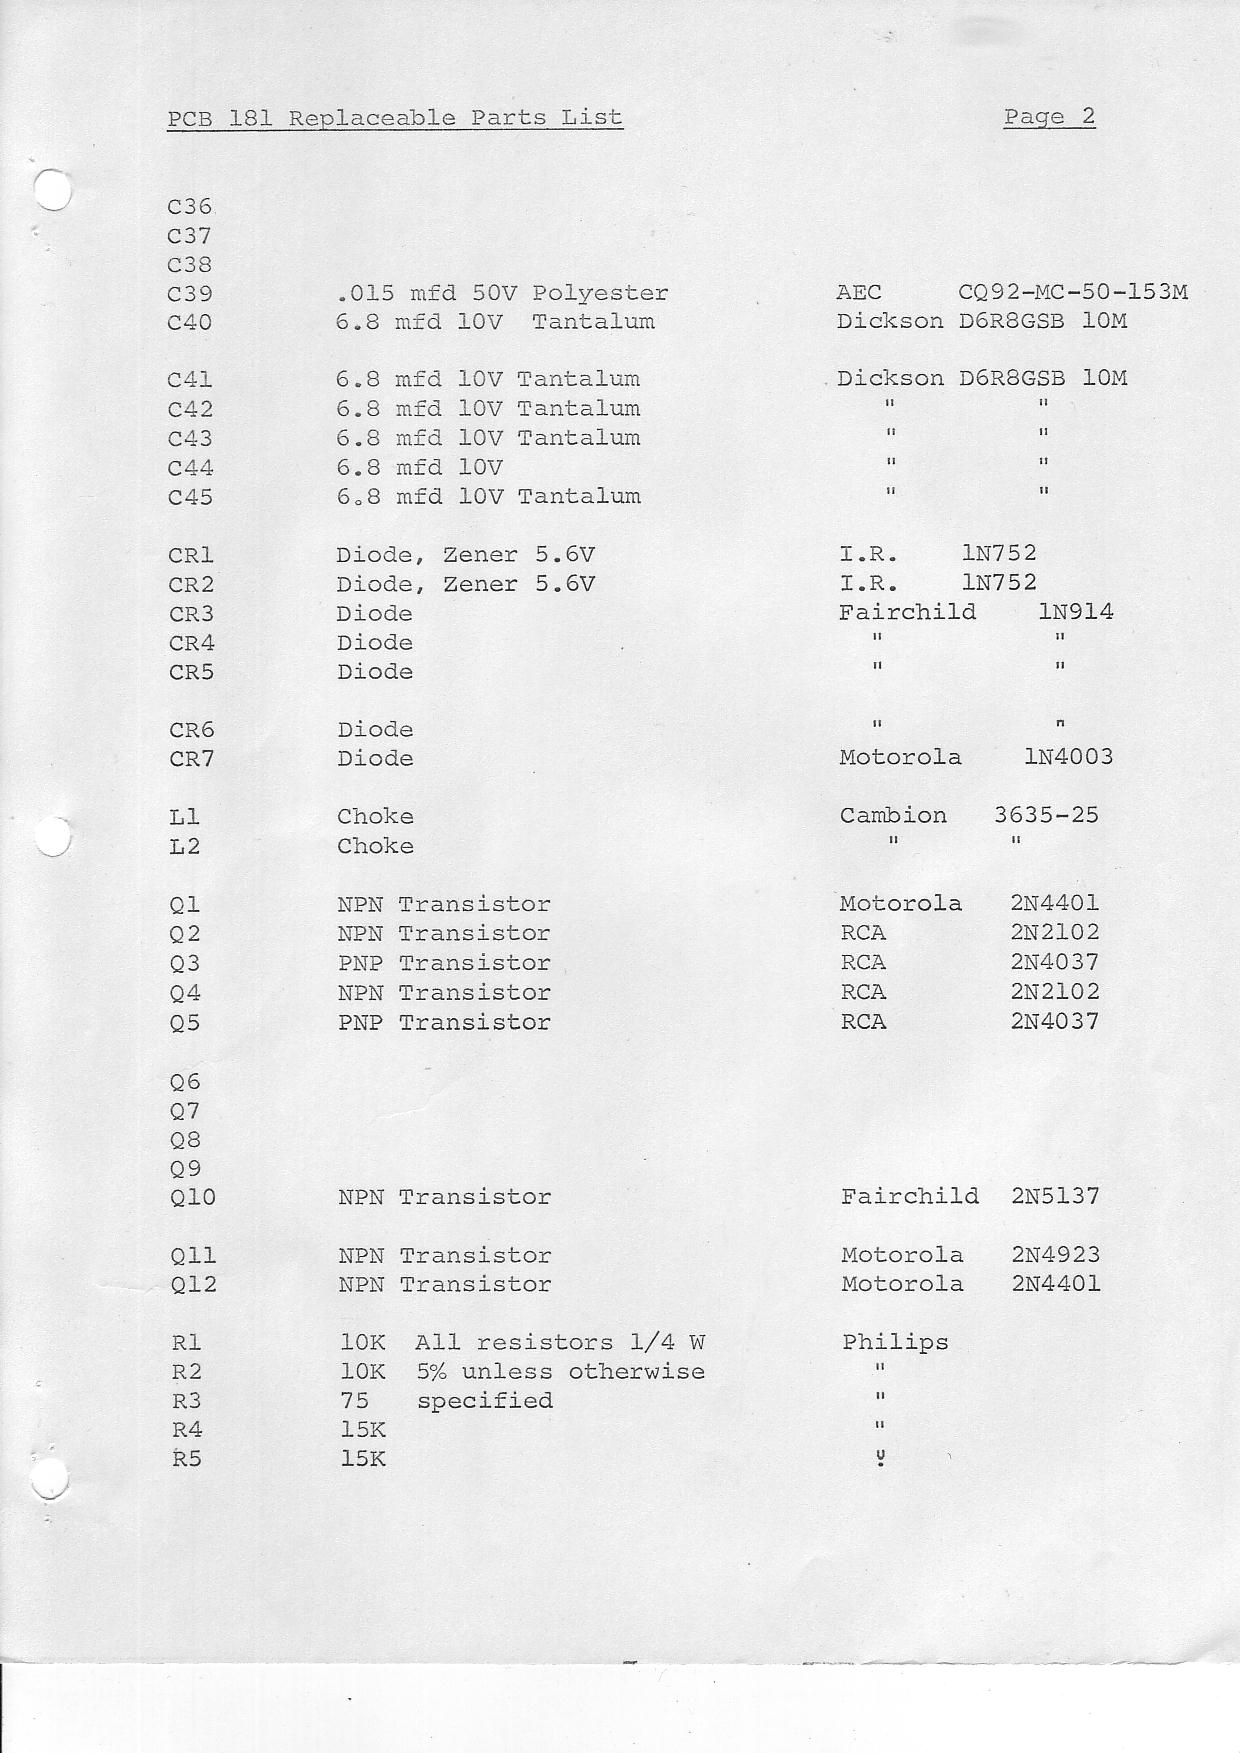 PCB 181 Replaceable Parts List Page 2
C36
C37
C38
C39 .015 mfd 50V Polyester AEC CQ92-MC-50-153M
C40 6.8 mfd 10V Tantalum Dickson D6R8GSB 10M
C41 6.8 mfd 10V Tantalum Dickson D6R8GSB 10M
C42 6.8 mfd 10V Tantalum " "
C43 6.8 mfd 10V Tantalum " "
C44 6.8 mfd 10V " "
C45 6.8 mfd 10V Tantalum " "
CR1 Diode, Zener 5.6V I.R. 1N752
CR2 Diode, Zener 5.6V I.R. 1N752
CR3 Diode Fairchild 1N914
CR4 Diode " "
CR5 Diode " "
CR6 Diode " "
CR7 Diode Motorola 1N4003
L1 Choke Cambion 3635-25
L2 Choke " "
Q1 NPN Transistor Motorola 2N4401
Q2 NPN Transistor RCA 2N2102
Q3 PNP Transistor RCA 2N4037
Q4 NPN Transistor RCA 2N2102
Q5 PNP Transistor RCA 2N4037
Q6
Q7
Q8
Q9
Q10 NPN Transistor Fairchild 2N5137
Q11 NPN Transistor Motorola 2N4923
Q12 NPN Transistor Motorola 2N4401
R1 10K All resistors 1/4 W Philips
R2 10K 5% unless otherwise "
R3 75 specified "
R4 15K "
R5 15K "